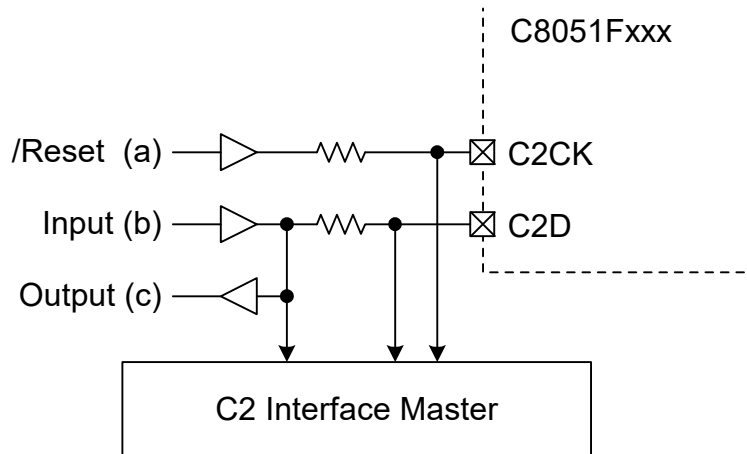 C8051Fxxx
/Reset (a)
C2CK
Input (b)
C2D
Output (c)
C2 Interface Master